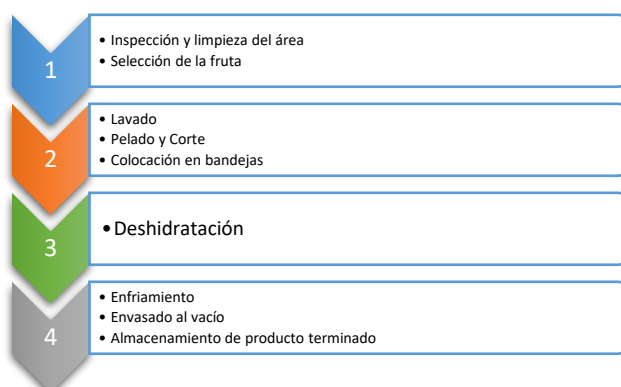 1
• Inspección y limpieza del área
• Selección de la fruta
2
• Lavado
• Pelado y Corte
• Colocación en bandejas
3
• Deshidratación
4
• Enfriamiento
• Envasado al vacío
• Almacenamiento de producto terminado